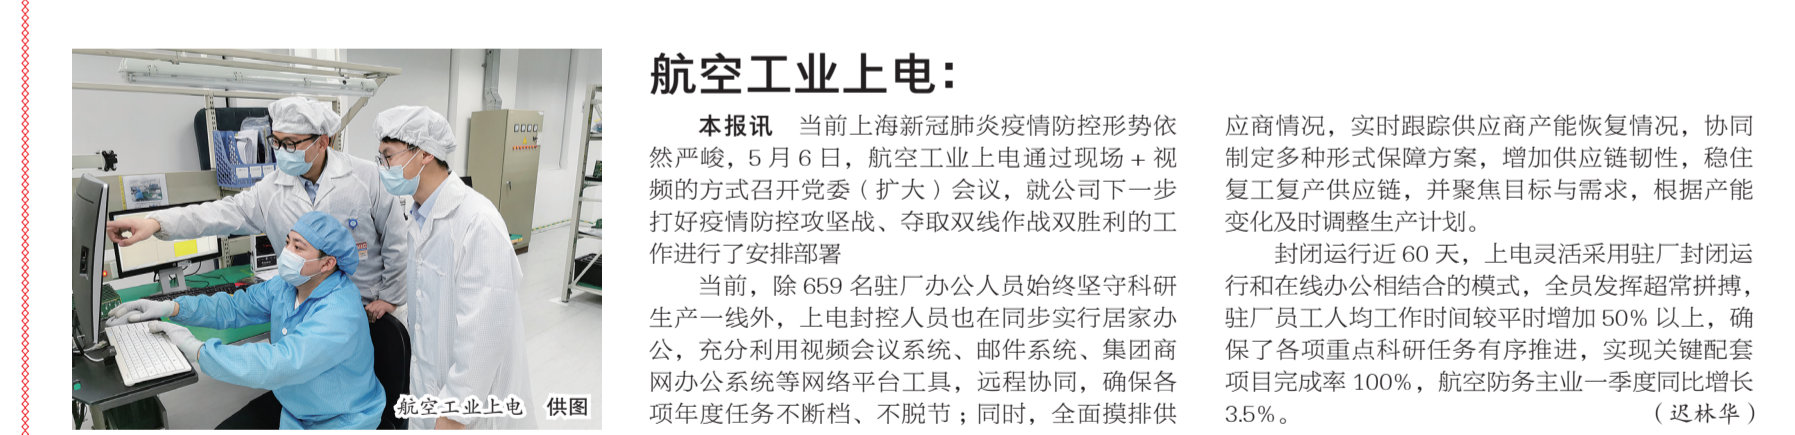 航空工业上电：
本报讯　当前上海新冠肺炎疫情防控形势依
然严峻，5 月 6 日，航空工业上电通过现场 + 视
频的方式召开党委（扩大）会议，就公司下一步
打好疫情防控攻坚战、夺取双线作战双胜利的工
作进行了安排部署
当前，除 659 名驻厂办公人员始终坚守科研
生产一线外，上电封控人员也在同步实行居家办
公，充分利用视频会议系统、邮件系统、集团商
网办公系统等网络平台工具，远程协同，确保各
项年度任务不断档、不脱节；同时，全面摸排供
应商情况，实时跟踪供应商产能恢复情况，协同
制定多种形式保障方案，增加供应链韧性，稳住
复工复产供应链，并聚焦目标与需求，根据产能
变化及时调整生产计划。
封闭运行近 60 天，上电灵活采用驻厂封闭运
行和在线办公相结合的模式，全员发挥超常拼搏，
驻厂员工人均工作时间较平时增加 50% 以上，确
保了各项重点科研任务有序推进，实现关键配套
项目完成率 100%，航空防务主业一季度同比增长
3.5%。
（迟林华）
航空工业上电　供图